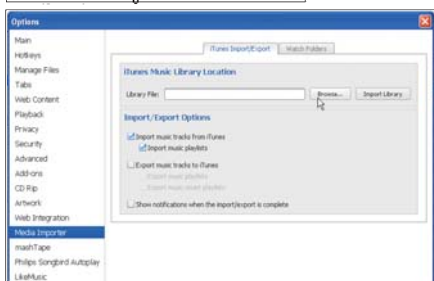 Options
Main
Hotkeys
Manage Files
Tabs
Web Content
Playback
Privacy
Security
Advanced
Add-ons
CD Rip
Artwork
Web Integration
Media Importer
mashTape
Philips Songbird Autoplay
LikeMusic
iTunes Import/Export
Watch Folders
iTunes Music Library Location
Library File:
Browse...
Import Library
Import/Export Options
Import music tracks from iTunes
Import music playlists
Export music tracks to iTunes
Export music playlists
Export music smart playlists
Show notifications when the import/export is complete